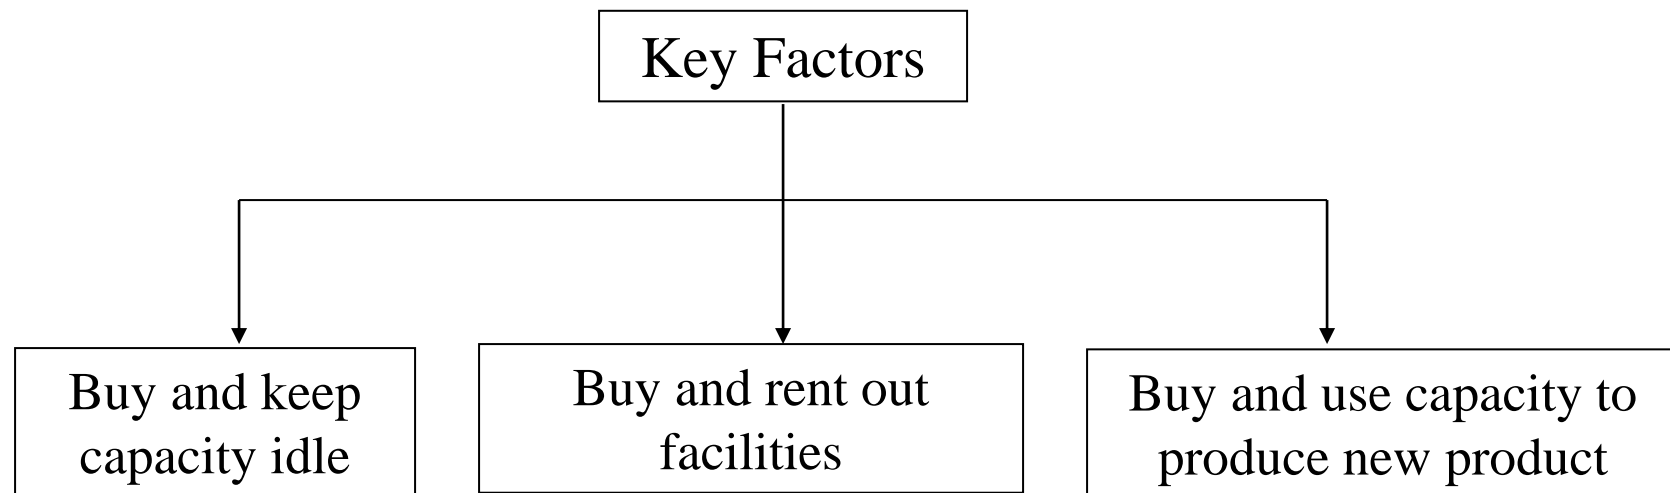 Key Factors
Buy and keep
capacity idle
Buy and rent out
facilities
Buy and use capacity to
produce new product